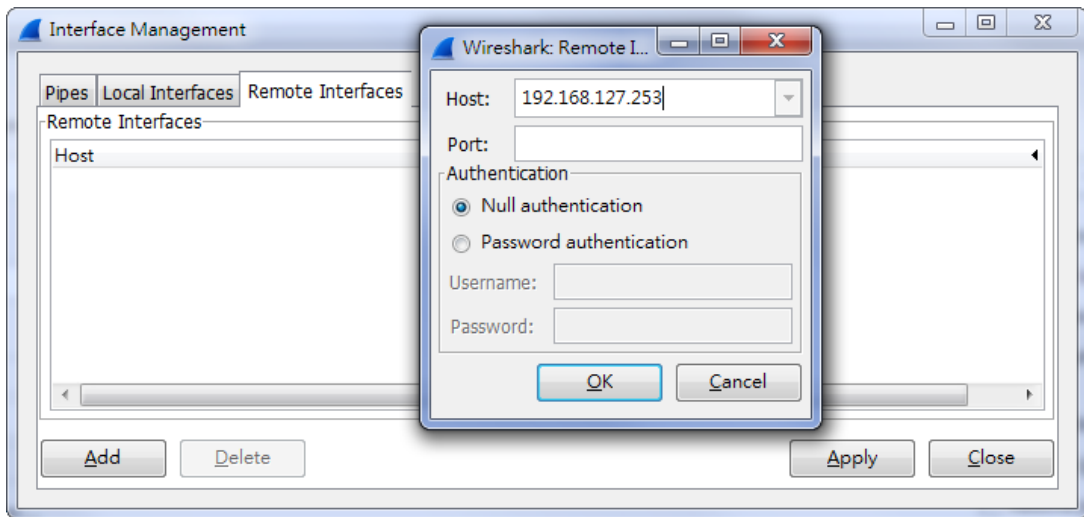 Interface Management
Wireshark: Remote I...
Pipes Local Interfaces Remote Interfaces
Remote Interfaces
Host
Host: 192.168.127.253
Port:
Authentication
Null authentication
Password authentication
Username:
Password:
OK Cancel
Add Delete Apply Close